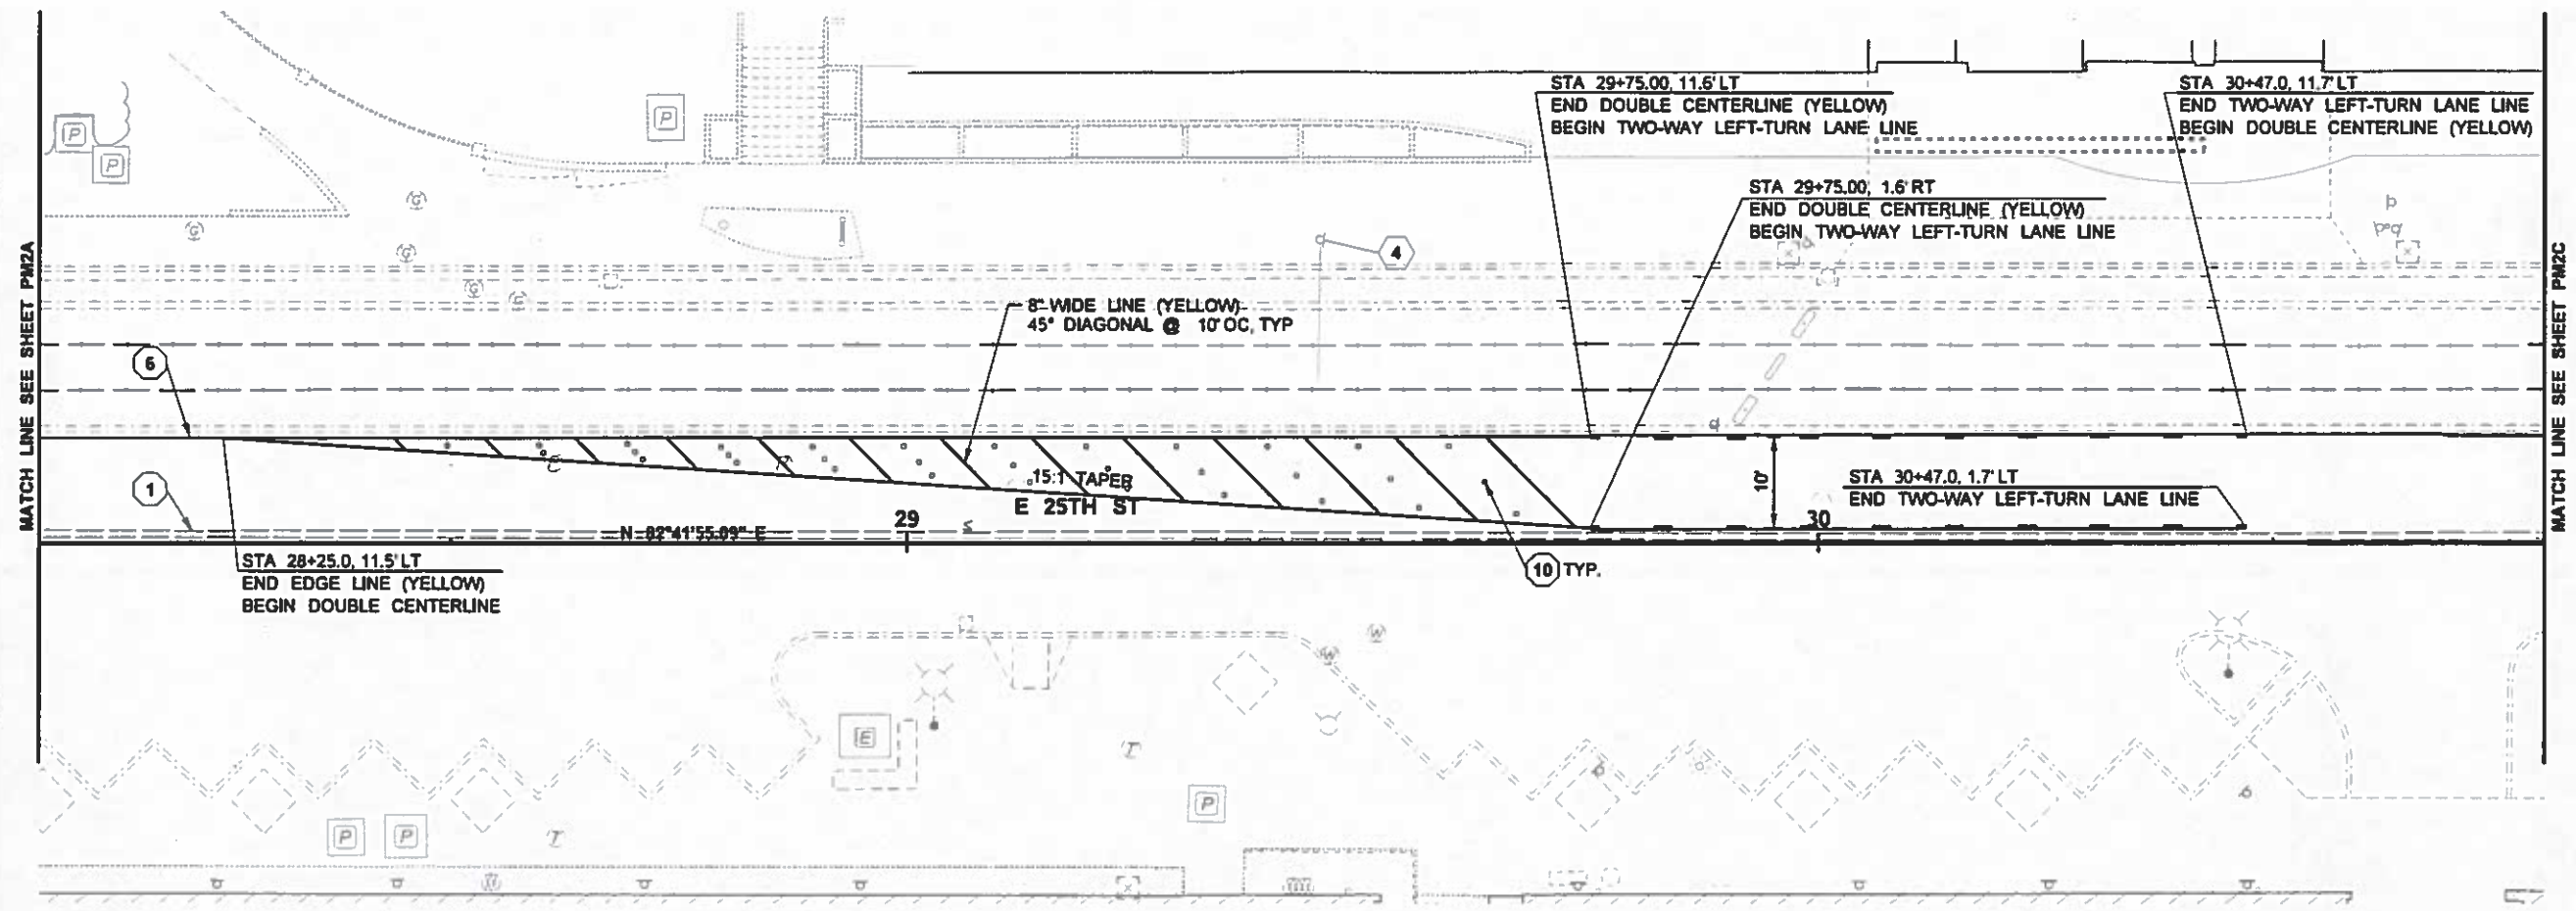 STA 29+75.00, 11.6' LT
END DOUBLE CENTERLINE (YELLOW)
BEGIN TWO-WAY LEFT-TURN LANE LINE
STA 30+47.0, 11.7' LT
END TWO-WAY LEFT-TURN LANE LINE
BEGIN DOUBLE CENTERLINE (YELLOW)
P
P
P
STA 29+75.00, 1.6' RT
END DOUBLE CENTERLINE (YELLOW)
BEGIN TWO-WAY LEFT-TURN LANE LINE
G
G
G
G
G
4
MATCH LINE SEE SHEET PM2A
MATCH LINE SEE SHEET PM2C
8" WIDE LINE (YELLOW)
45° DIAGONAL @ 10' OC, TYP
6
1
15:1 TAPER
E 25TH ST
10'
STA 30+47.0, 1.7' LT
END TWO-WAY LEFT-TURN LANE LINE
N 82°41'55.09" E
29
30
STA 28+25.0, 11.5' LT
END EDGE LINE (YELLOW)
BEGIN DOUBLE CENTERLINE
10 TYP.
W
W
E
T
P
P
P
T